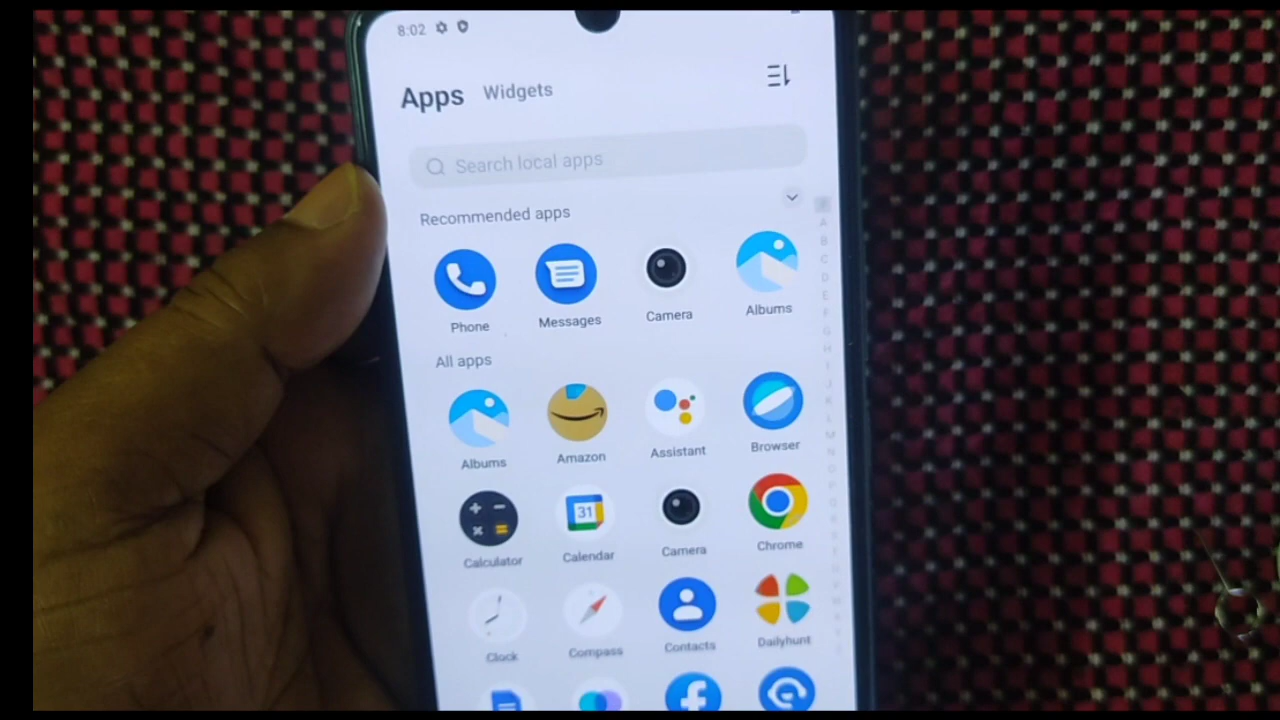 8:02
Apps Widgets
Search local apps
Recommended apps
Phone Messages Camera Albums
All apps
Albums Amazon Assistant Browser
31
Calculator Calendar Camera Chrome
Clock Compass Contacts Dailyhunt